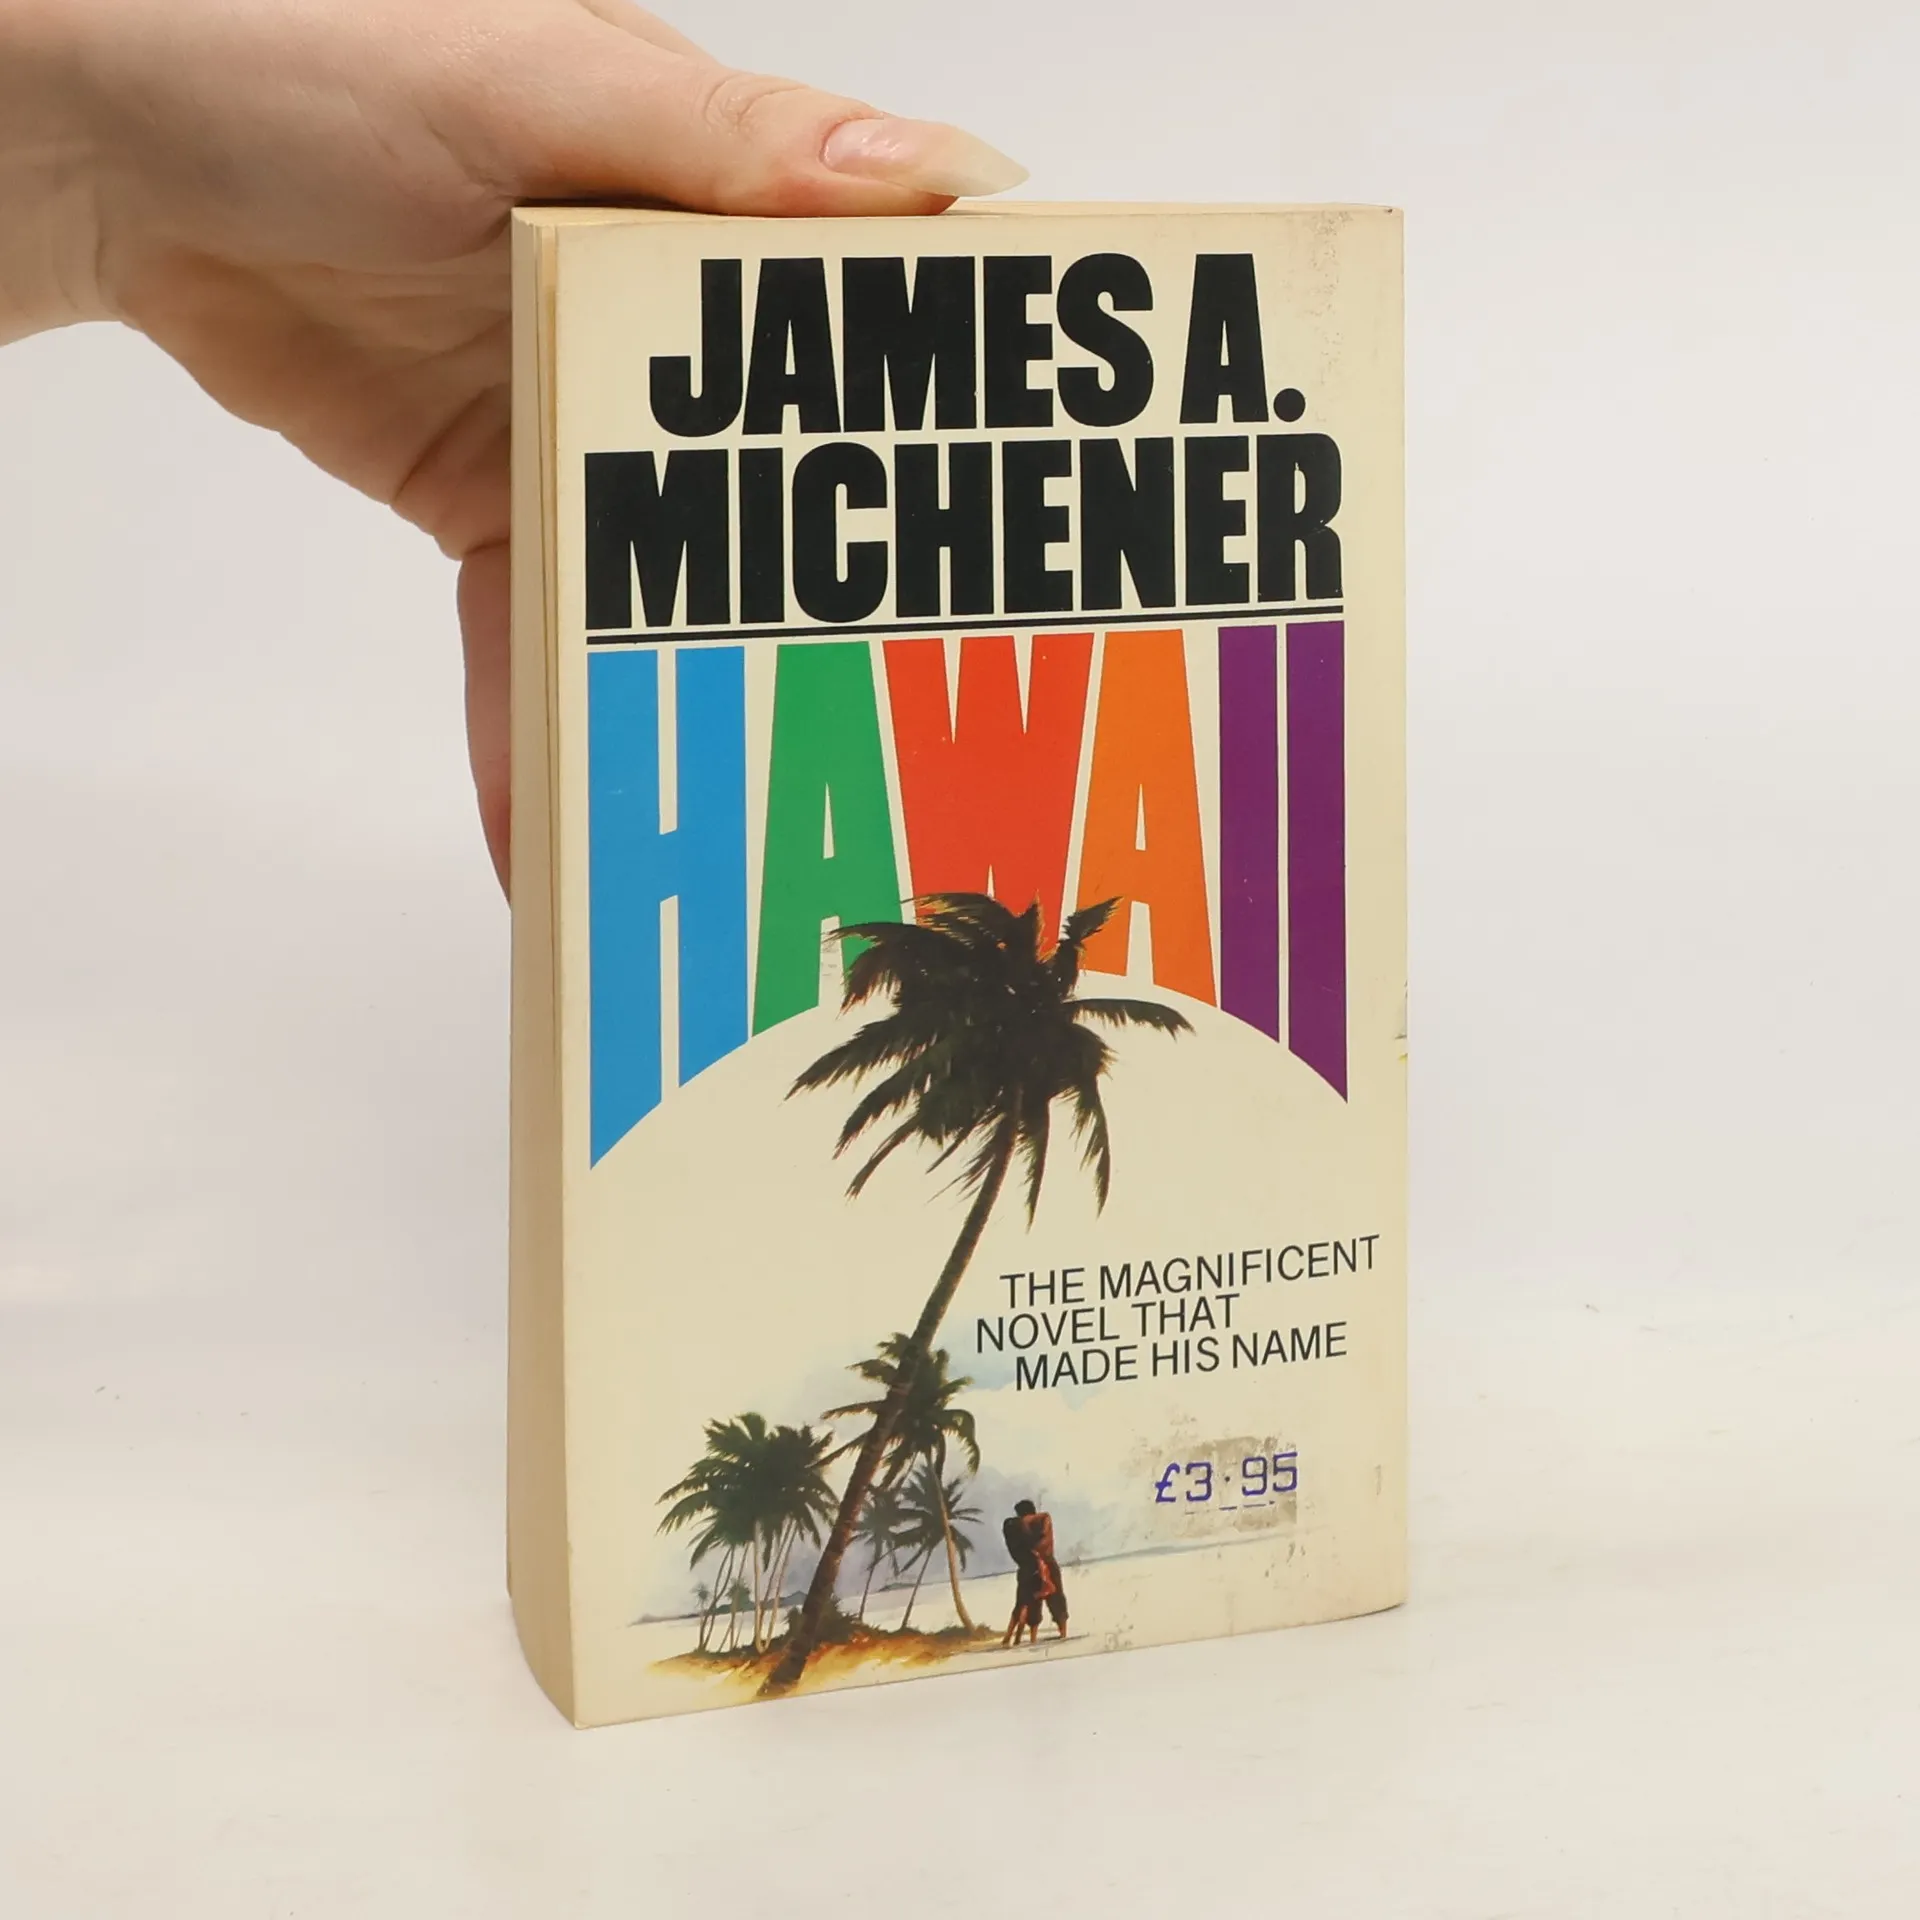 JAMES A.
MICHENER
HAWAII
THE MAGNIFICENT
NOVEL THAT
MADE HIS NAME
£3.95